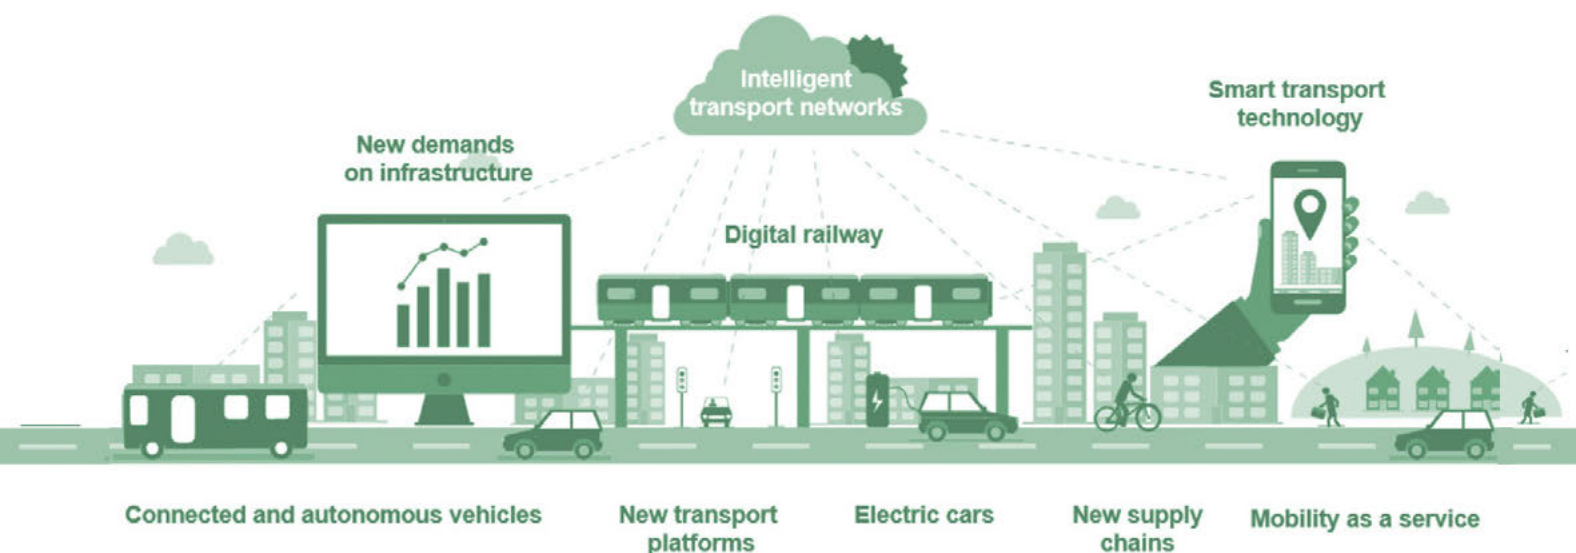 Intelligent
transport networks
Smart transport
technology
New demands
on infrastructure
Digital railway
Connected and autonomous vehicles
New transport
platforms
Electric cars
New supply
chains
Mobility as a service